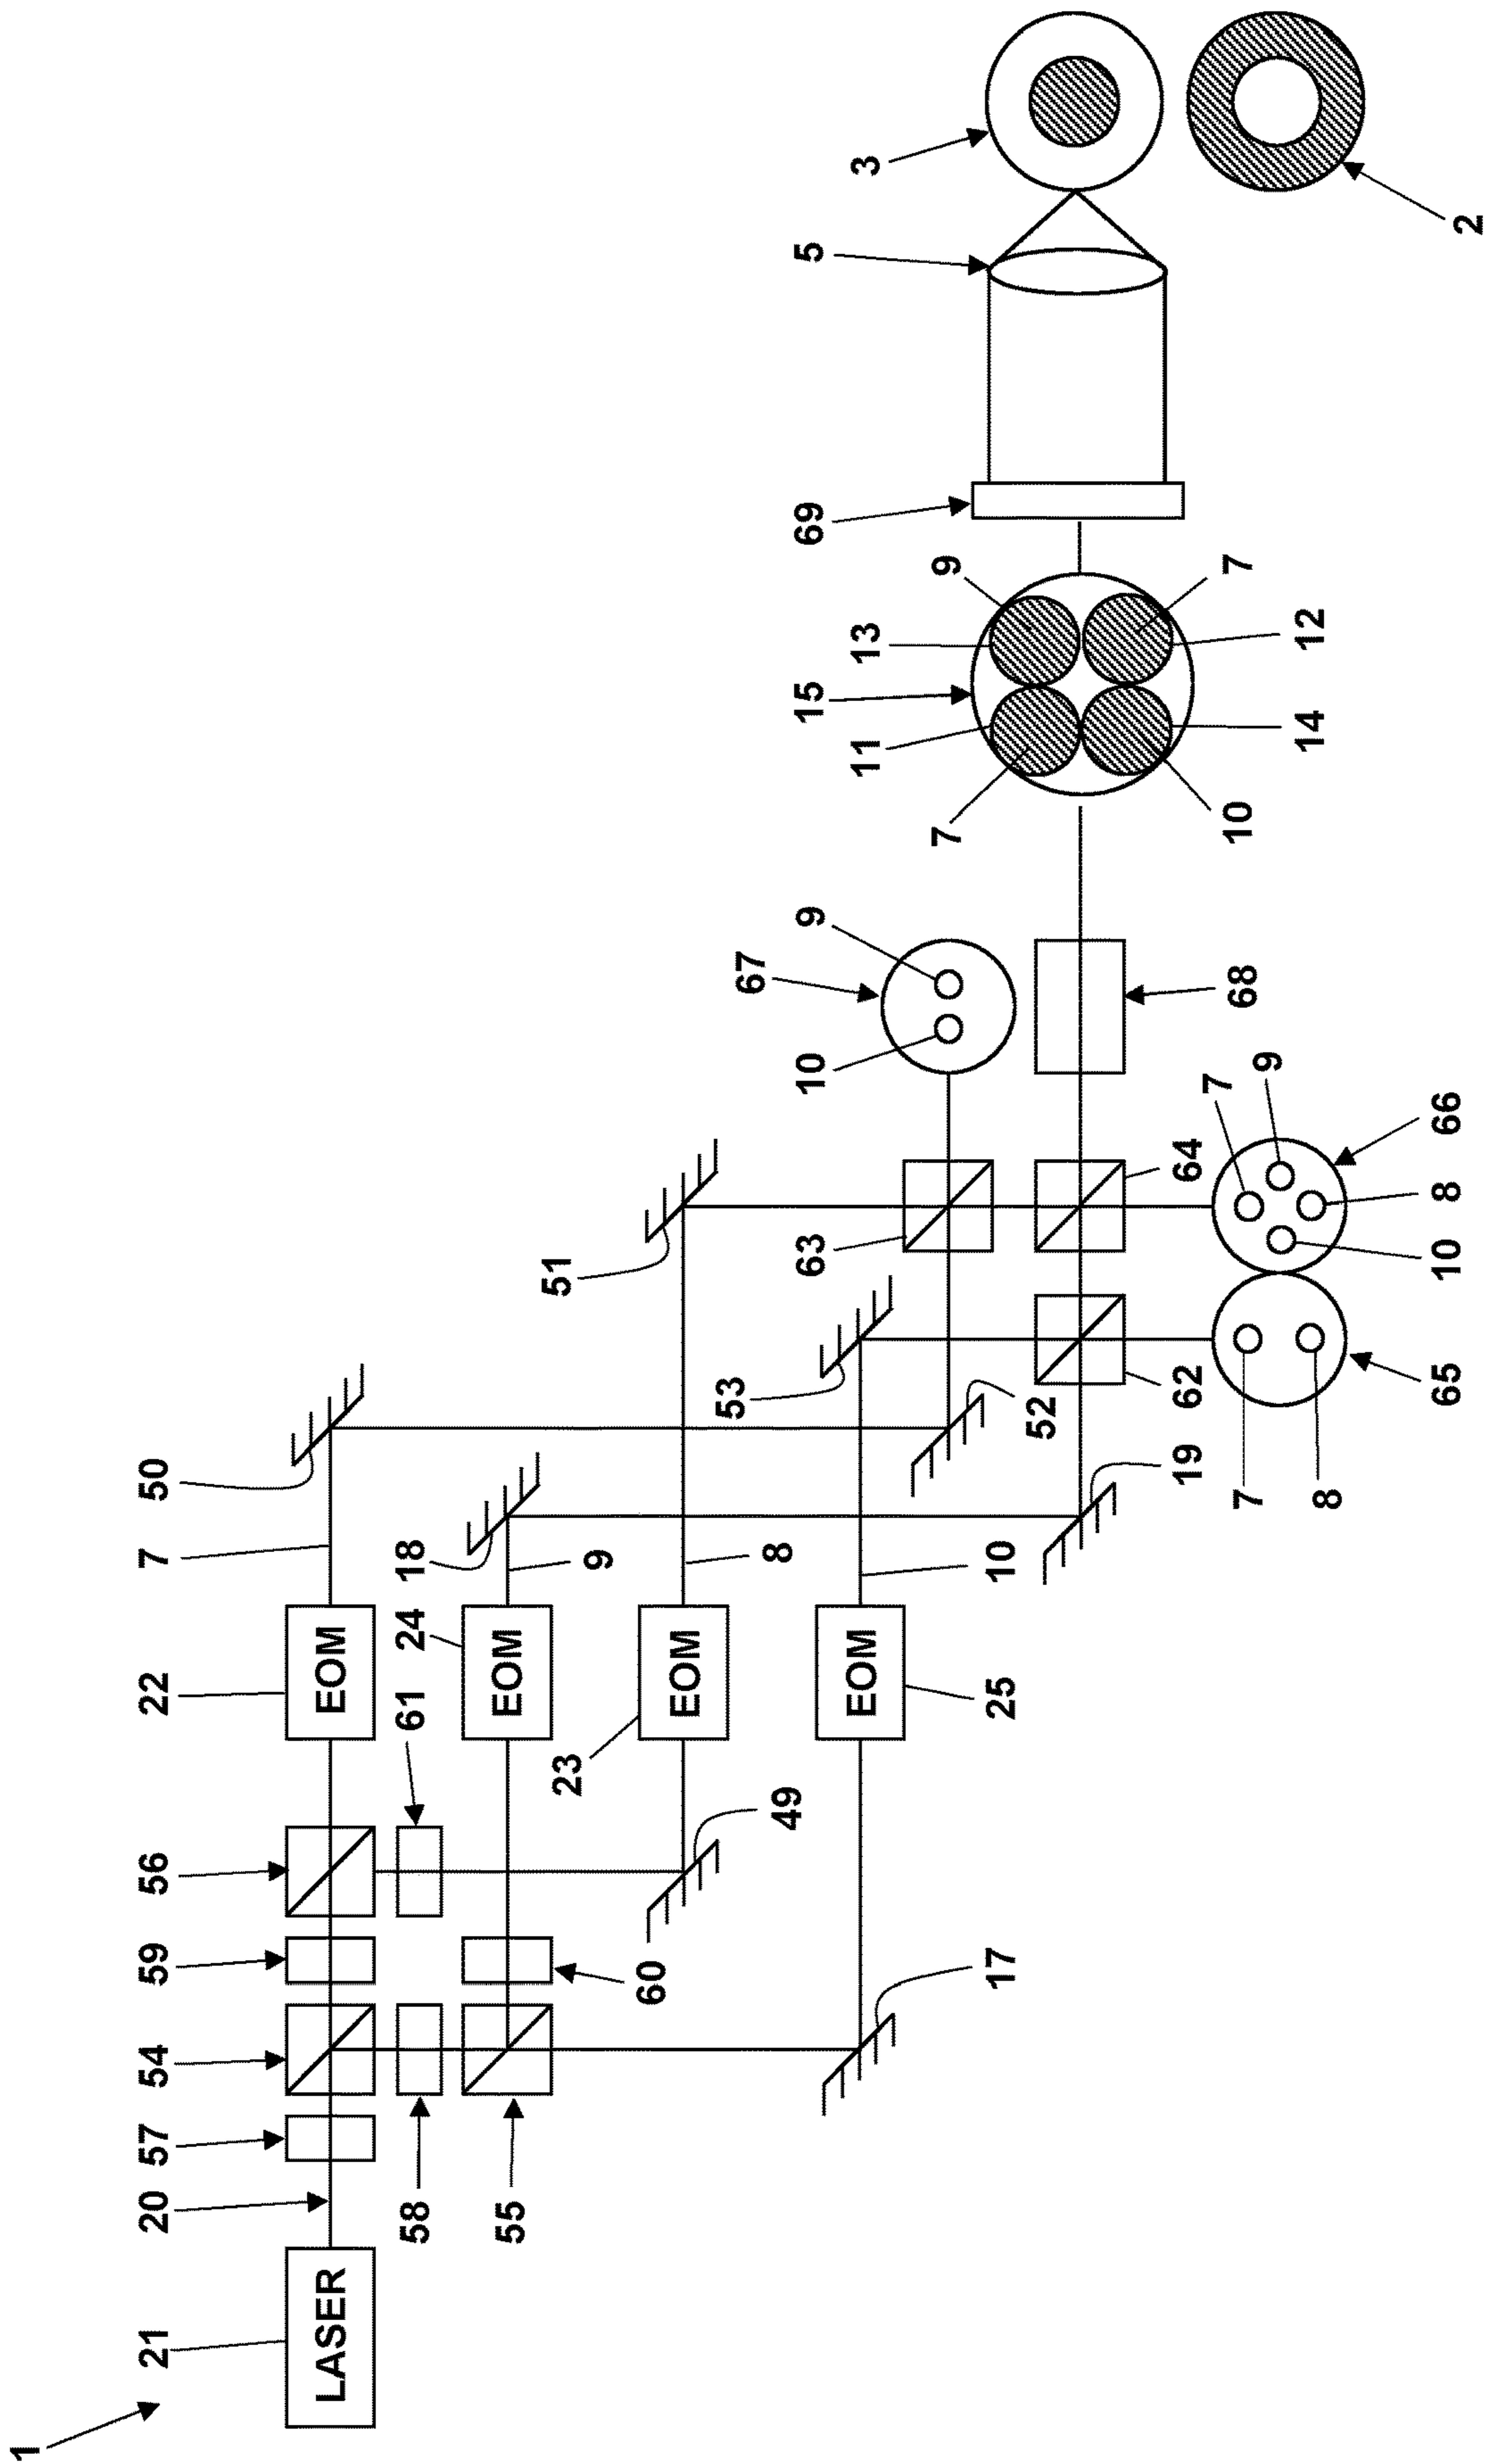 1
21 20 57 54 59 56 22 7 50
LASER EOM
58 61 24 18
55 EOM
23 9 51
60 EOM
49 8 53 67
63 10 9 15 69 5
EOM 11 13 3
7 9
17 25 10 52
19 62 64
7 7 68 10 7
9
8 14 12
65 10 8 66 2